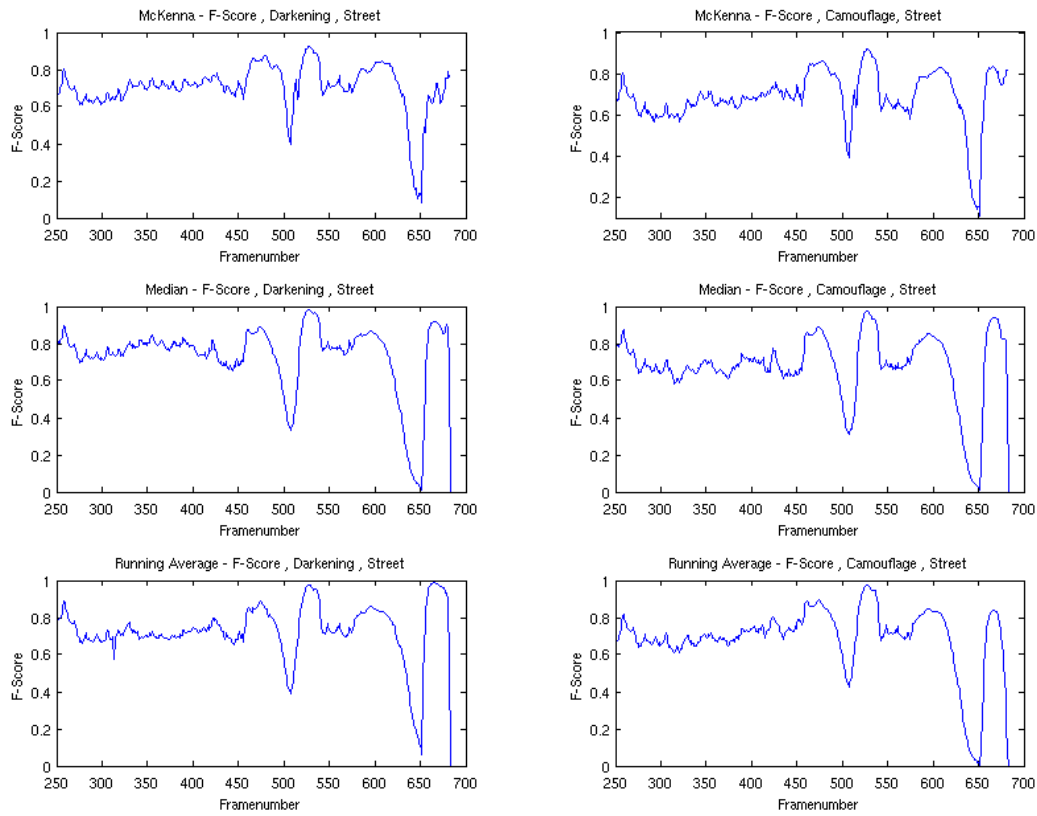 McKenna - F-Score , Darkening, Street
1
0.8
0.6
0.4
0.2
0
F-Score
250 300 350 400 450 500 550 600 650 700
Framenumber
McKenna - F-Score , Camouflage, Street
1
0.8
0.6
0.4
0.2
F-Score
250 300 350 400 450 500 550 600 650 700
Framenumber
Median - F-Score , Darkening , Street
1
0.8
0.6
0.4
0.2
0
F-Score
250 300 350 400 450 500 550 600 650 700
Framenumber
Median - F-Score , Camouflage , Street
1
0.8
0.6
0.4
0.2
0
F-Score
250 300 350 400 450 500 550 600 650 700
Framenumber
Running Average - F-Score , Darkening , Street
1
0.8
0.6
0.4
0.2
0
F-Score
250 300 350 400 450 500 550 600 650 700
Framenumber
Running Average - F-Score , Camouflage , Street
1
0.8
0.6
0.4
0.2
0
F-Score
250 300 350 400 450 500 550 600 650 700
Framenumber